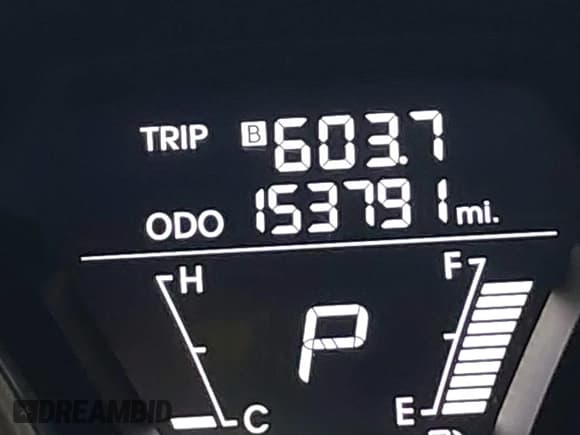 TRIP B 603.7
ODO 153791 mi.
H F
P
C E
DREAMBID